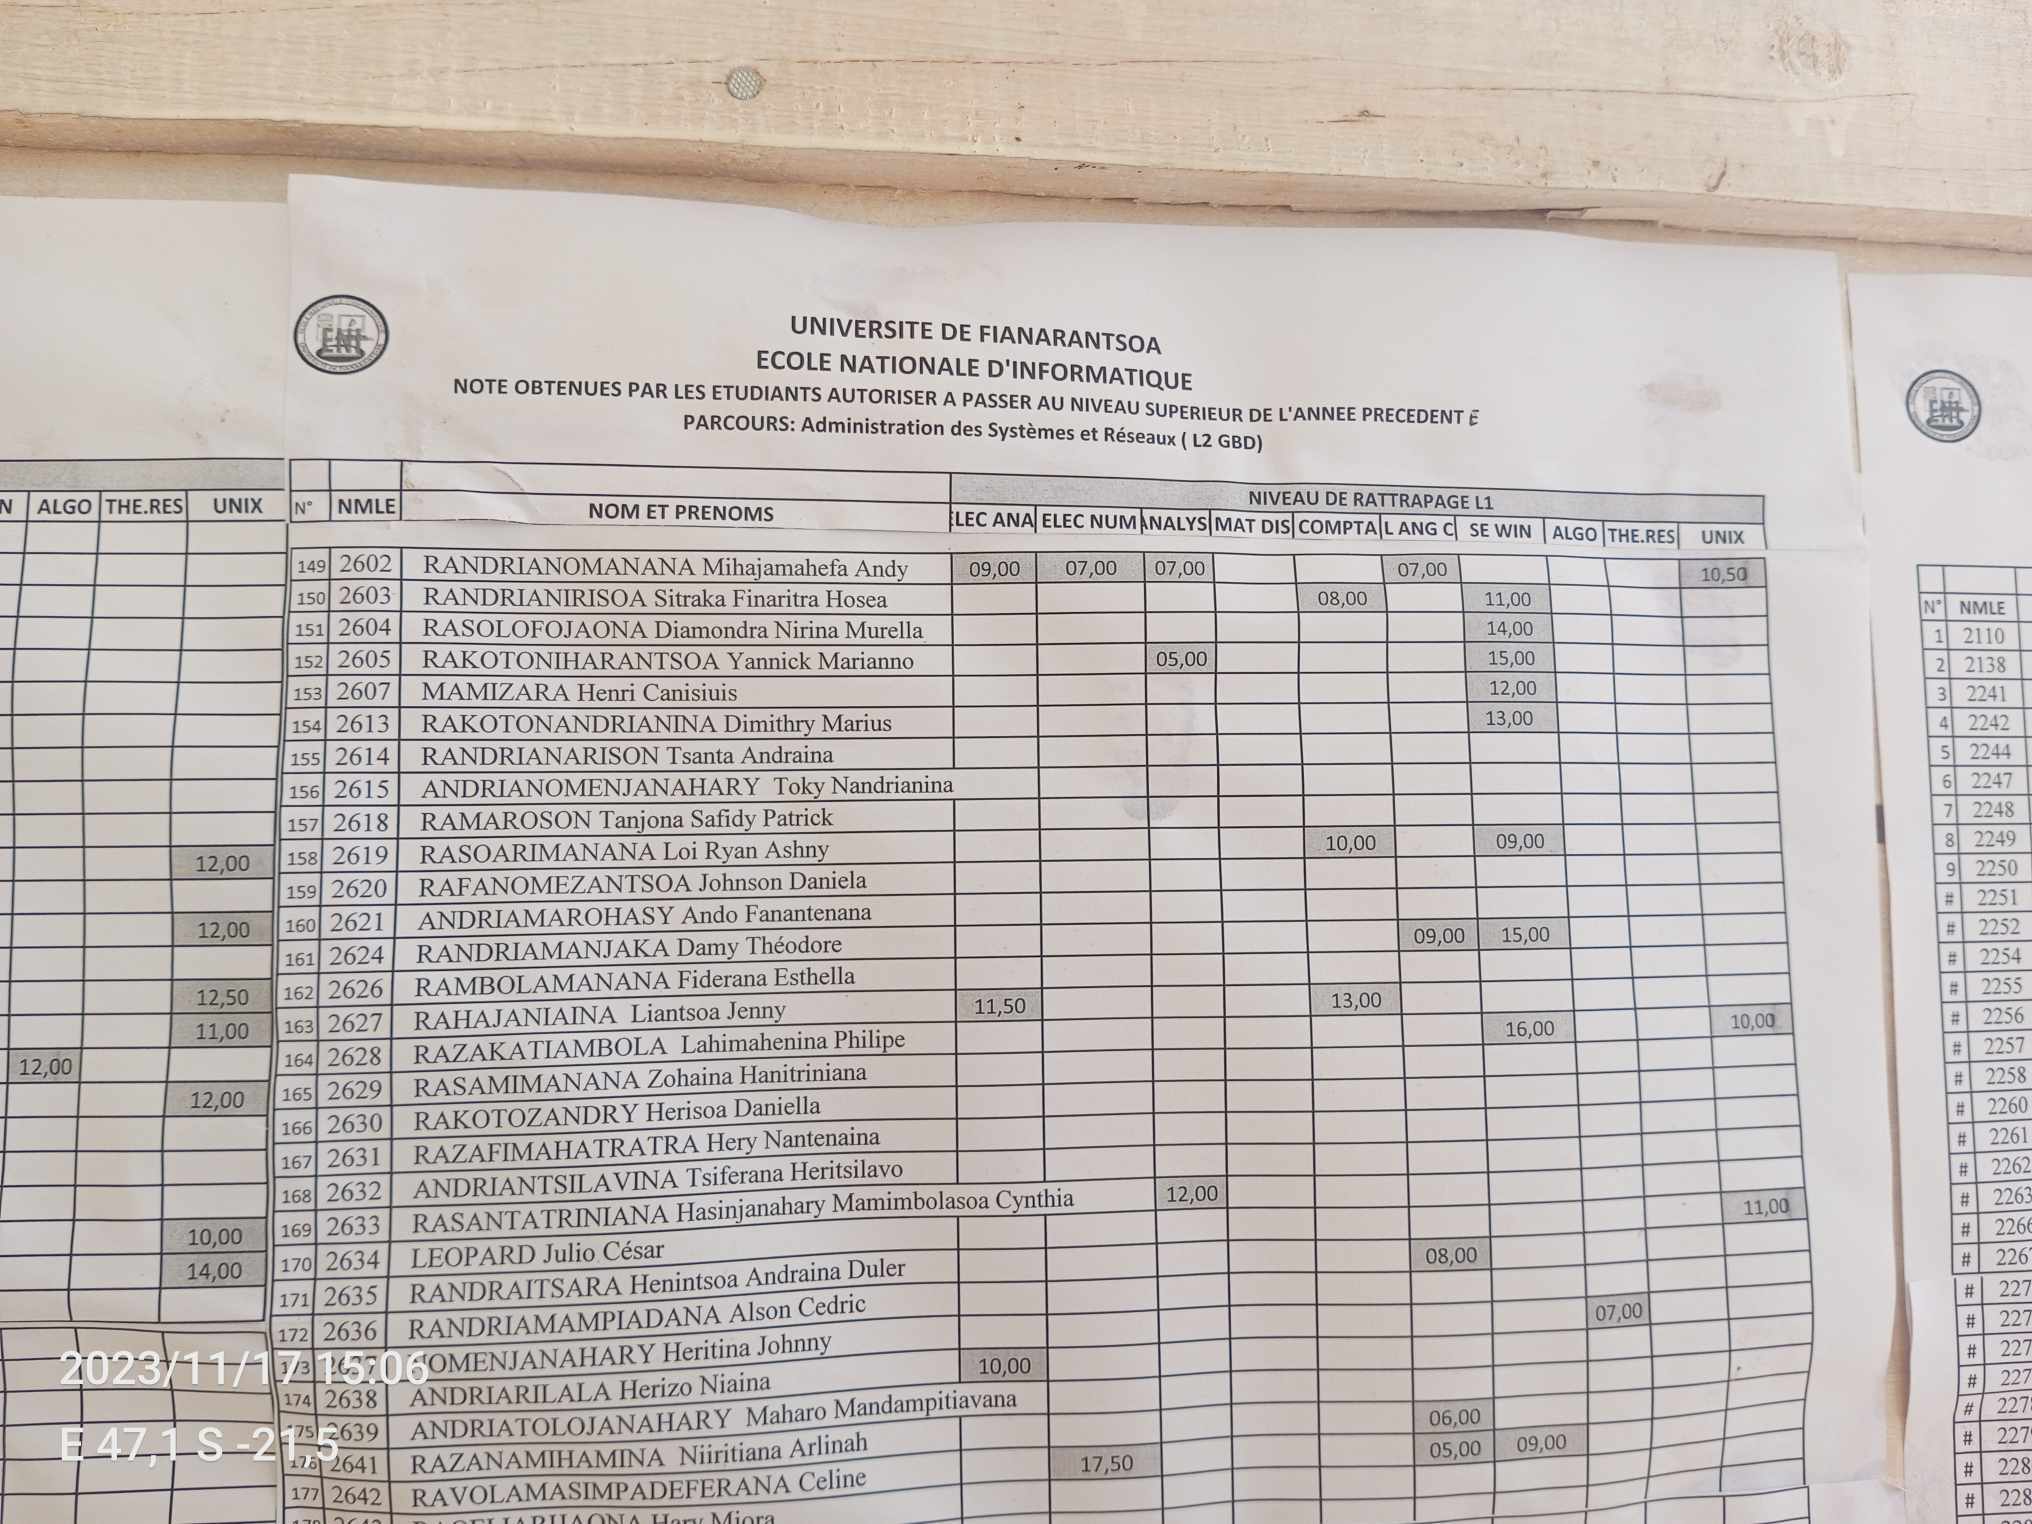 UNIVERSITE DE FIANARANTSOA
ECOLE NATIONALE D'INFORMATIQUE
NOTE OBTENUES PAR LES ETUDIANTS AUTORISER A PASSER AU NIVEAU SUPERIEUR DE L'ANNEE PRECEDENT E
PARCOURS: Administration des Systèmes et Réseaux ( L2 GBD)
NIVEAU DE RATTRAPAGE L1
N° NMLE NOM ET PRENOMS ELEC ANA ELEC NUM ANALYS MAT DIS COMPTA L ANG C SE WIN ALGO THE.RES UNIX
149 2602 RANDRIANOMANANA Mihajamahefa Andy 09,00 07,00 07,00 07,00 10,50
150 2603 RANDRIANIRISOA Sitraka Finaritra Hosea 08,00 11,00
151 2604 RASOLOFOJAONA Diamondra Nirina Murella 14,00
152 2605 RAKOTONIHARANTSOA Yannick Marianno 05,00 15,00
153 2607 MAMIZARA Henri Canisiuis 12,00
154 2613 RAKOTONANDRIANINA Dimithry Marius 13,00
155 2614 RANDRIANARISON Tsanta Andraina
156 2615 ANDRIANOMENJANAHARY Toky Nandrianina
157 2618 RAMAROSON Tanjona Safidy Patrick
158 2619 RASOARIMANANA Loi Ryan Ashny 10,00 09,00
159 2620 RAFANOMEZANTSOA Johnson Daniela
160 2621 ANDRIAMAROHASY Ando Fanantenana
161 2624 RANDRIAMANJAKA Damy Théodore 09,00 15,00
162 2626 RAMBOLAMANANA Fiderana Esthella
163 2627 RAHAJANIAINA Liantsoa Jenny 11,50 13,00
164 2628 RAZAKATIAMBOLA Lahimahenina Philipe 16,00 10,00
165 2629 RASAMIMANANA Zohaina Hanitriniana
166 2630 RAKOTOZANDRY Herisoa Daniella
167 2631 RAZAFIMAHATRATRA Hery Nantenaina
168 2632 ANDRIANTSILAVINA Tsiferana Heritsilavo
169 2633 RASANTATRINIANA Hasinjanahary Mamimbolasoa Cynthia 12,00
170 2634 LEOPARD Julio César 11,00
171 2635 RANDRAITSARA Henintsoa Andraina Duler 08,00
172 2636 RANDRIAMAMPIADANA Alson Cedric
173 OMENJANAHARY Heritina Johnny 07,00
174 2638 ANDRIARILALA Herizo Niaina 10,00
175 2639 ANDRIATOLOJANAHARY Maharo Mandampitiavana
176 2641 RAZANAMIHAMINA Niiritiana Arlinah 06,00
177 2642 RAVOLAMASIMPADEFERANA Celine 17,50 05,00 09,00
Hary Miora
N ALGO THE.RES UNIX
12,00
12,00
12,50
11,00
12,00
12,00
10,00
14,00
ENI
ENI
N° NMLE
1 2110
2 2138
3 2241
4 2242
5 2244
6 2247
7 2248
8 2249
9 2250
# 2251
# 2252
# 2254
# 2255
# 2256
# 2257
# 2258
# 2260
# 2261
# 2262
# 2263
# 226
# 226
# 227
# 227
# 227
# 227
# 227
# 227
# 228
# 228
2023/11/17 15:06
E 47,1 S -21,5